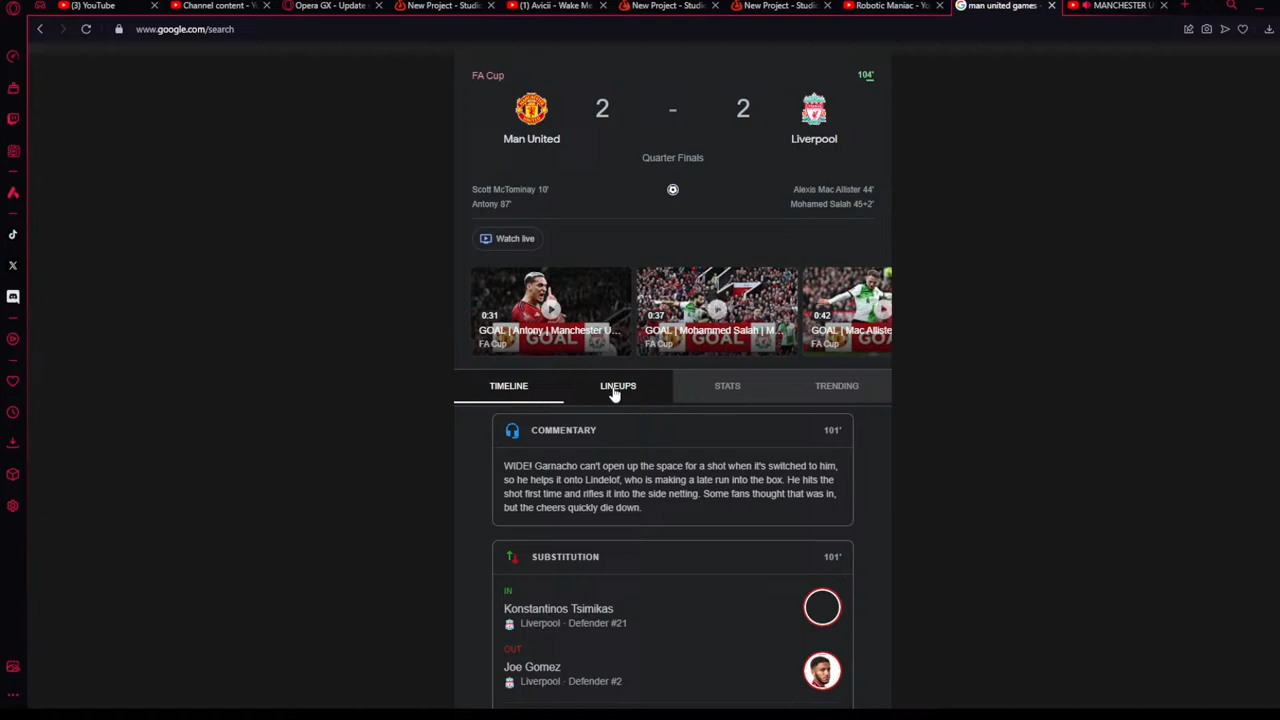 (3) YouTube
Channel content - Yo
Opera GX - Update
New Project - Studi
(1) Avicii - Wake Me
New Project - Studi
New Project - Studi
Robotic Maniac - Yo
man united games -
MANCHESTER U
www.google.com/search
FA Cup
104'
2 - 2
Man United
Liverpool
Quarter Finals
Scott McTominay 10'
Alexis Mac Allister 44'
Antony 87'
Mohamed Salah 45+2'
Watch live
0:31
0:37
0:42
GOAL | Antony | Manchester U...
GOAL | Mohammed Salah | M...
GOAL | Mac Alliste
FA Cup
FA Cup
FA Cup
TIMELINE
LINEUPS
STATS
TRENDING
COMMENTARY
101'
WIDE! Garnacho can't open up the space for a shot when it's switched to him,
so he helps it onto Lindelof, who is making a late run into the box. He hits the
shot first time and rifles it into the side netting. Some fans thought that was in,
but the cheers quickly die down.
SUBSTITUTION
101'
IN
Konstantinos Tsimikas
Liverpool · Defender #21
OUT
Joe Gomez
Liverpool · Defender #2